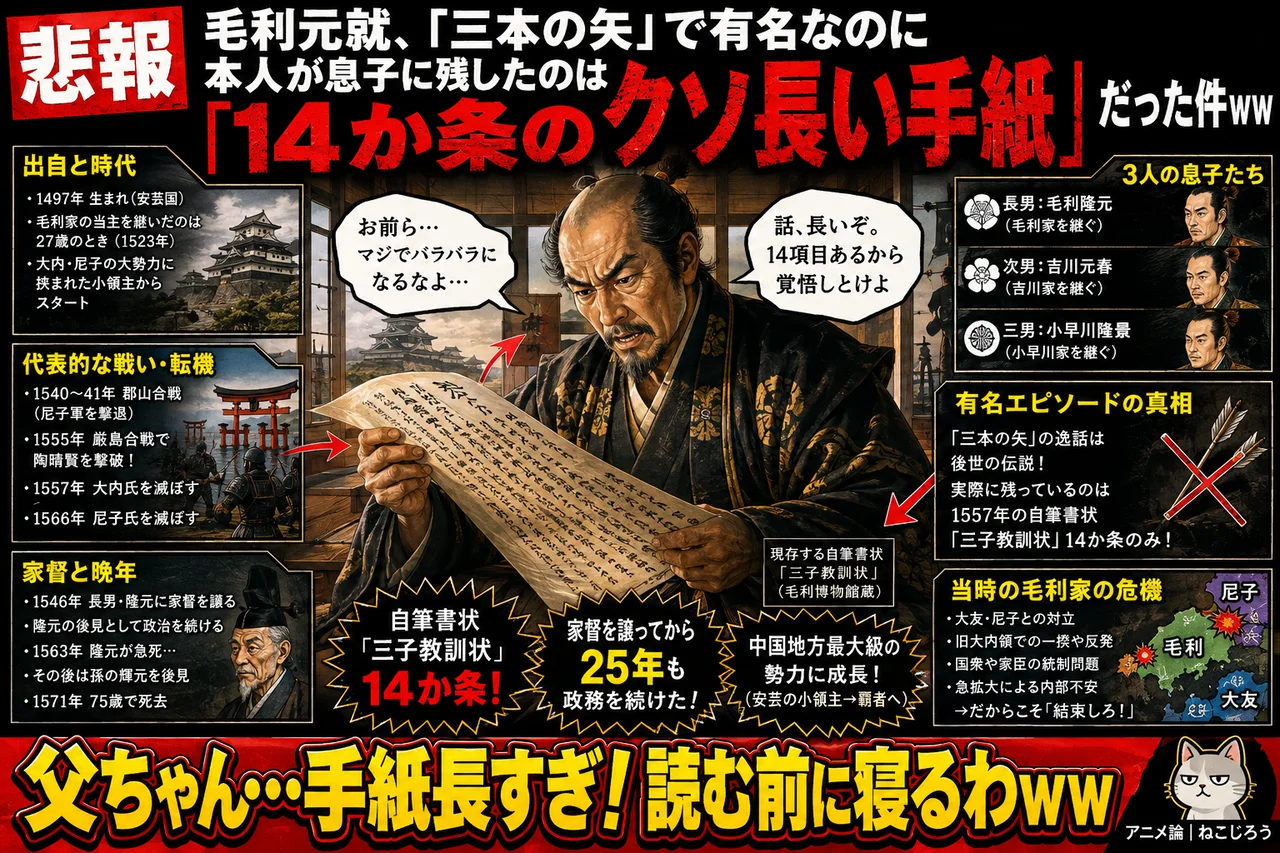 悲報
毛利元就、「三本の矢」で有名なのに
本人が息子に残したのは
「14か条のクソ長い手紙」だった件ww
出自と時代
・1497年 生まれ(安芸国)
・毛利家の当主を継いだのは
27歳のとき(1523年)
・大内・尼子の大勢力に
挟まれた小領主から
スタート
代表的な戦い・転機
・1540～41年 郡山合戦
(尼子軍を撃退)
・1555年 厳島合戦で
陶晴賢を撃破!
・1557年 大内氏を滅ぼす
・1566年 尼子氏を滅ぼす
家督と晩年
・1546年 長男・隆元に家督を譲る
・隆元の後見として政治を続ける
・1563年 隆元が急死…
・その後は孫の輝元を後見
・1571年 75歳で死去
お前ら…
マジでバラバラに
なるなよ…
話、長いぞ。
14項目あるから
覚悟しとけよ
3人の息子たち
長男:毛利隆元
(毛利家を継ぐ)
次男:吉川元春
(吉川家を継ぐ)
三男:小早川隆景
(小早川家を継ぐ)
有名エピソードの真相
「三本の矢」の逸話は
後世の伝説!
実際に残っているのは
1557年の自筆書状
「三子教訓状」14か条のみ!
現存する自筆書状
「三子教訓状」
(毛利博物館蔵)
当時の毛利家の危機
・大友・尼子との対立
・旧大内領での一揆や反発
・国衆や家臣の統制問題
・急拡大による内部不安
→だからこそ「結束しろ!」
尼子
毛利
大友
自筆書状
「三子教訓状」
14か条!
家督を譲ってから
25年も
政務を続けた!
中国地方最大級の
勢力に成長!
(安芸の小領主→覇者へ)
父ちゃん…手紙長すぎ!読む前に寝るわww
アニメ論|ねこじろう